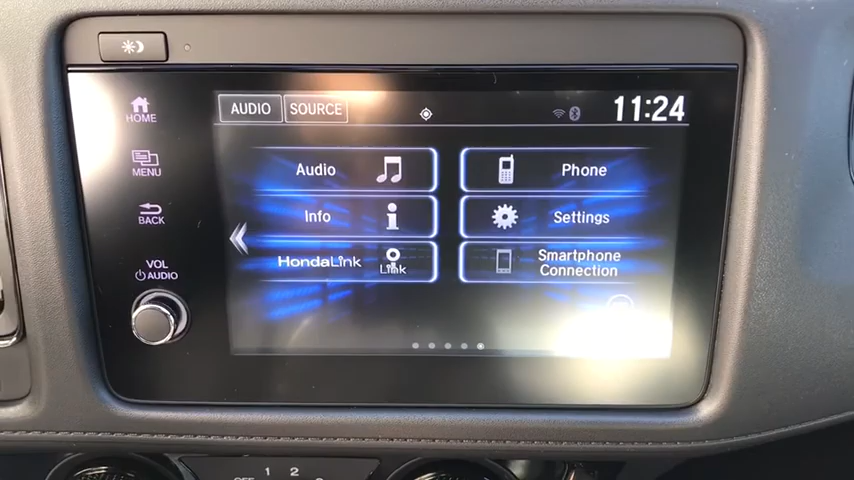 AUDIO SOURCE 11:24
HOME
MENU
BACK
VOL
AUDIO
Audio Phone
Info Settings
HondaLink Link Smartphone
Connection
1 2
OFF